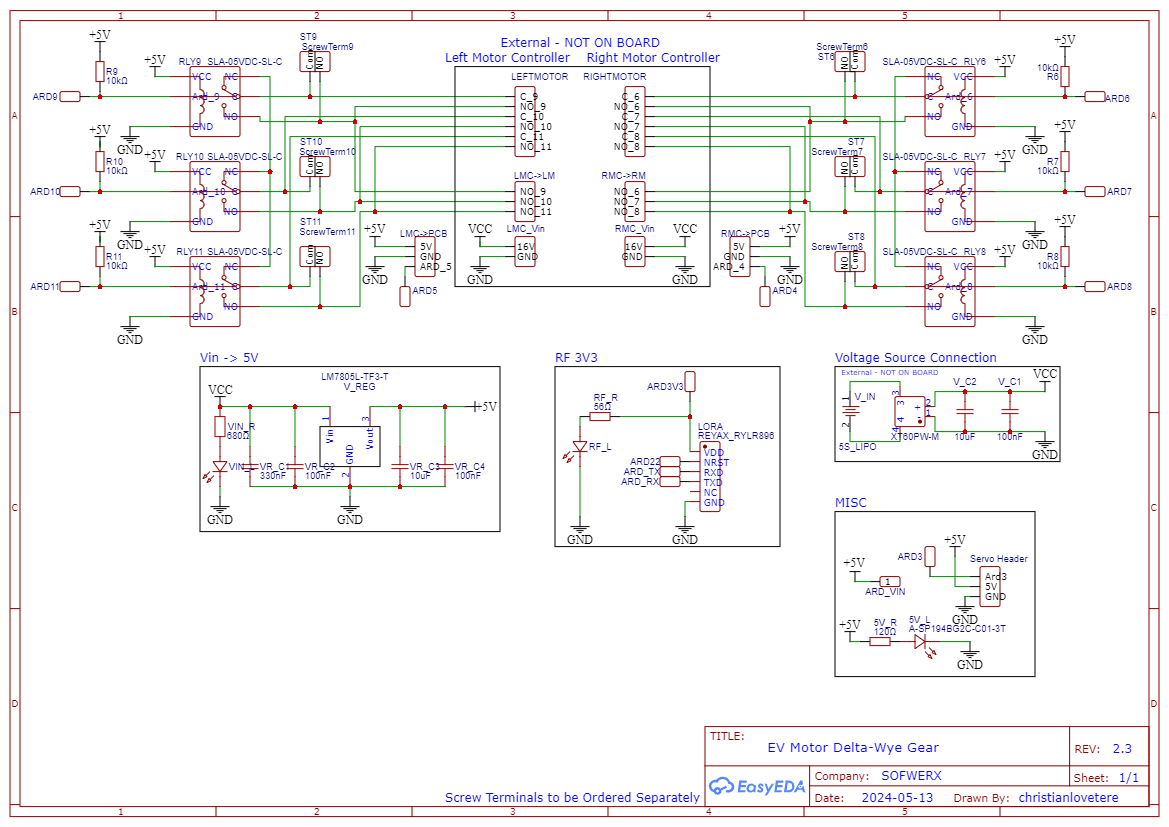 1 2 3 4 5
A
B
C
D
External - NOT ON BOARD
Left Motor Controller Right Motor Controller
+5V
R9
10kΩ
ARD9
+5V
RLY9 SLA-05VDC-SL-C
VCC NC
Ard_9 C
NO
GND
GND
ST9
ScrewTerm9
Com
NO
+5V
R10
10kΩ
ARD10
+5V
RLY10 SLA-05VDC-SL-C
VCC NC
Ard_10 C
NO
GND
GND
ST10
ScrewTerm10
Com
NO
+5V
R11
10kΩ
ARD11
+5V
RLY11 SLA-05VDC-SL-C
VCC NC
Ard_11 C
NO
GND
GND
ST11
ScrewTerm11
Com
NO
LEFTMOTOR
C_9
NO_9
C_10
NO_10
C_11
NO_11
RIGHTMOTOR
C_6
NO_6
C_7
NO_7
C_8
NO_8
LMC->LM
NO_9
NO_10
NO_11
RMC->RM
NO_6
NO_7
NO_8
+5V
LMC->PCB
5V
GND
ARD_5
GND
ARD5
VCC
LMC_Vin
16V
GND
GND
RMC_Vin
VCC
16V
GND
GND
RMC->PCB
+5V
5V
GND
ARD_4
GND
ARD4
ScrewTerm6
ST6
NO
Com
SLA-05VDC-SL-C RLY6
+5V
NC VCC
C Ard_6
NO
GND
GND
+5V
10kΩ
R6
ARD6
ST7
ScrewTerm7
NO
Com
SLA-05VDC-SL-C RLY7
+5V
NC VCC
C Ard_7
NO
GND
GND
+5V
R7
10kΩ
ARD7
ST8
ScrewTerm8
NO
Com
SLA-05VDC-SL-C RLY8
+5V
NC VCC
C Ard_8
NO
GND
GND
+5V
R8
10kΩ
ARD8
Vin -> 5V
LM7805L-TF3-T
V_REG
VCC
VIN_R
680Ω
VR_C1
330nF
VR_C2
100nF
1
Vin
GND
2
3
Vout
+5V
VR_C3
10uF
VR_C4
100nF
GND
GND
RF 3V3
ARD3V3
RF_R
56Ω
RF_L
LORA
REYAX_RYLR896
ARD22
ARD_TX
ARD_RX
VDD
NRST
RXD
TXD
NC
GND
GND
GND
Voltage Source Connection
External - NOT ON BOARD
1
V_IN
2
5S_LIPO
3
3
4
4
+
-
2
1
XT60PW-M
V_C2
10uF
V_C1
100nF
VCC
GND
MISC
+5V
1
ARD_VIN
ARD3
+5V
Servo Header
Ard3
5V
GND
GND
+5V
5V_R
120Ω
5V_L
A-SP194BG2C-C01-3T
GND
Screw Terminals to be Ordered Separately
TITLE:
EV Motor Delta-Wye Gear
REV: 2.3
EasyEDA
Company: SOFWERX
Sheet: 1/1
Date: 2024-05-13 Drawn By: christianlovetere
A
B
C
D
1 2 3 4 5